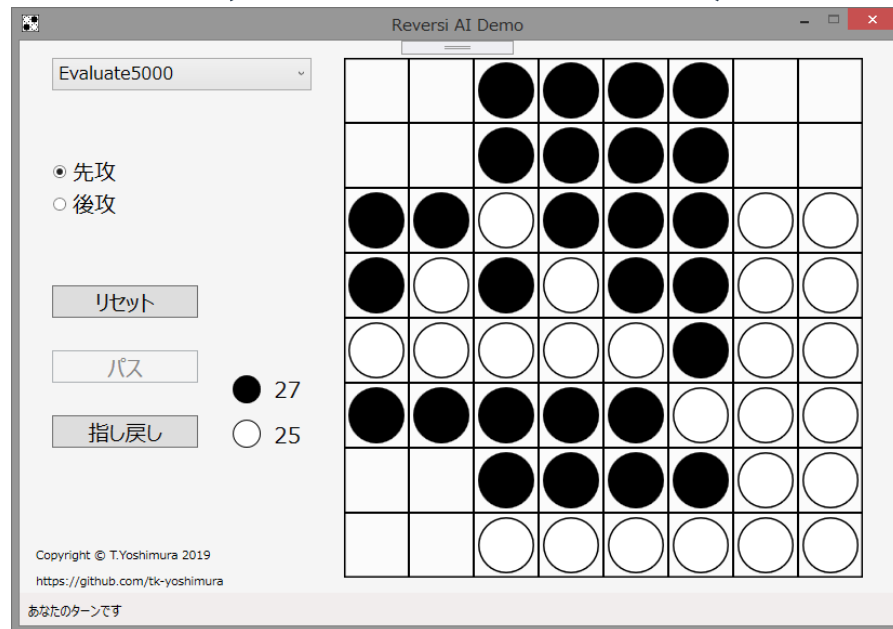 Reversi AI Demo
Evaluate5000
先攻
後攻
リセット
パス
27
指し戻し
25
Copyright © T.Yoshimura 2019
https://github.com/tk-yoshimura
あなたのターンです